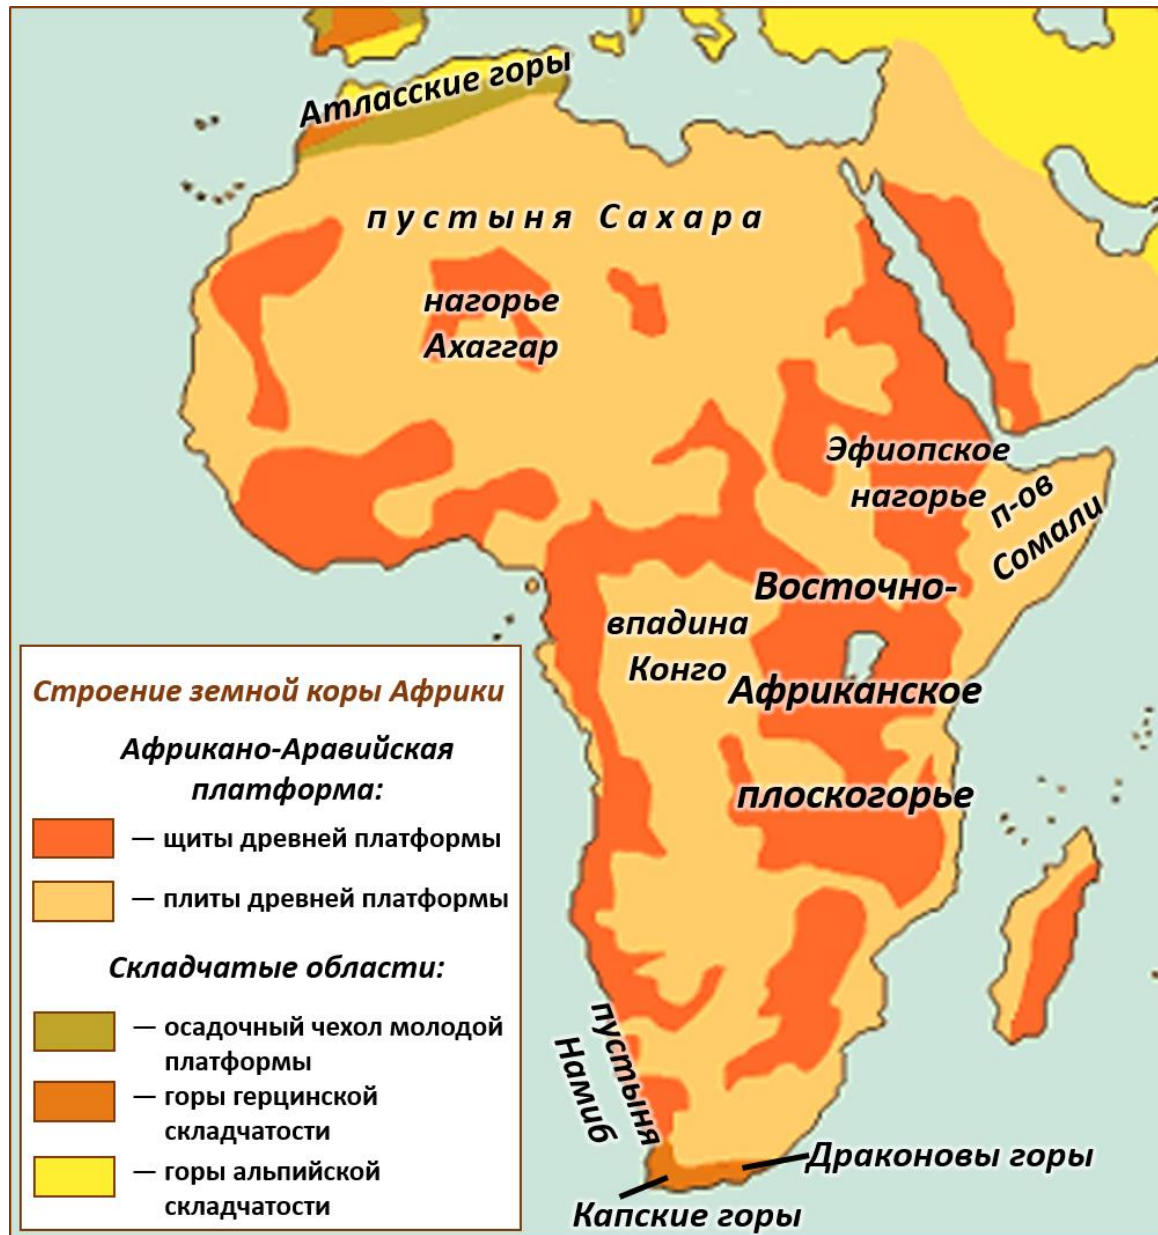 Атласские горы
пустыня Сахара
нагорье
Ахаггар
Эфиопское
нагорье
п-ов
Сомали
Восточно-
впадина
Конго
Африканское
плоскогорье
пустыня
Намиб
Драконовы горы
Капские горы
Строение земной коры Африки
Африкано-Аравийская
платформа:
— щиты древней платформы
— плиты древней платформы
Складчатые области:
— осадочный чехол молодой
платформы
— горы герцинской
складчатости
— горы альпийской
складчатости